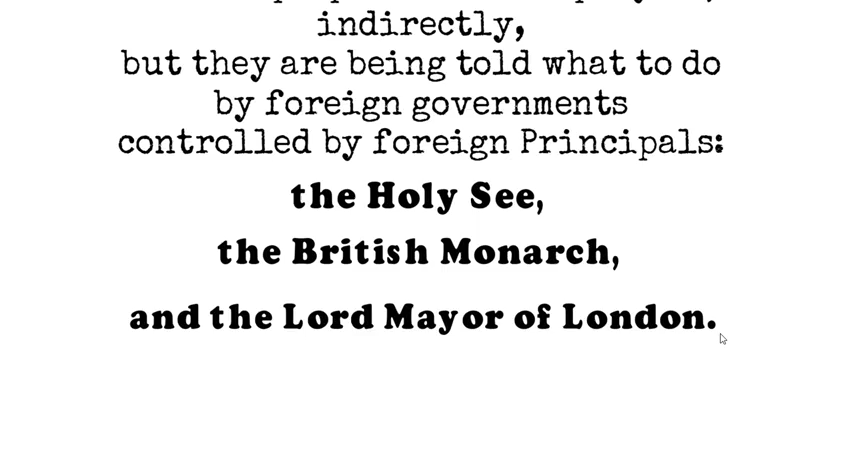 indirectly,
but they are being told what to do
by foreign governments
controlled by foreign Principals:
the Holy See,
the British Monarch,
and the Lord Mayor of London.